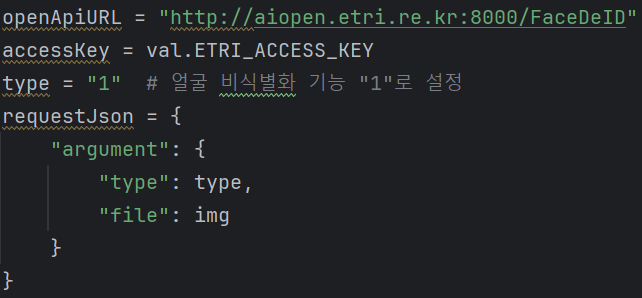 openApiURL = "http://aiopen.etri.re.kr:8000/FaceDeID"
accessKey = val.ETRI_ACCESS_KEY
type = "1"  # 얼굴 비식별화 기능 "1"로 설정
requestJson = {
    "argument": {
        "type": type,
        "file": img
    }
}